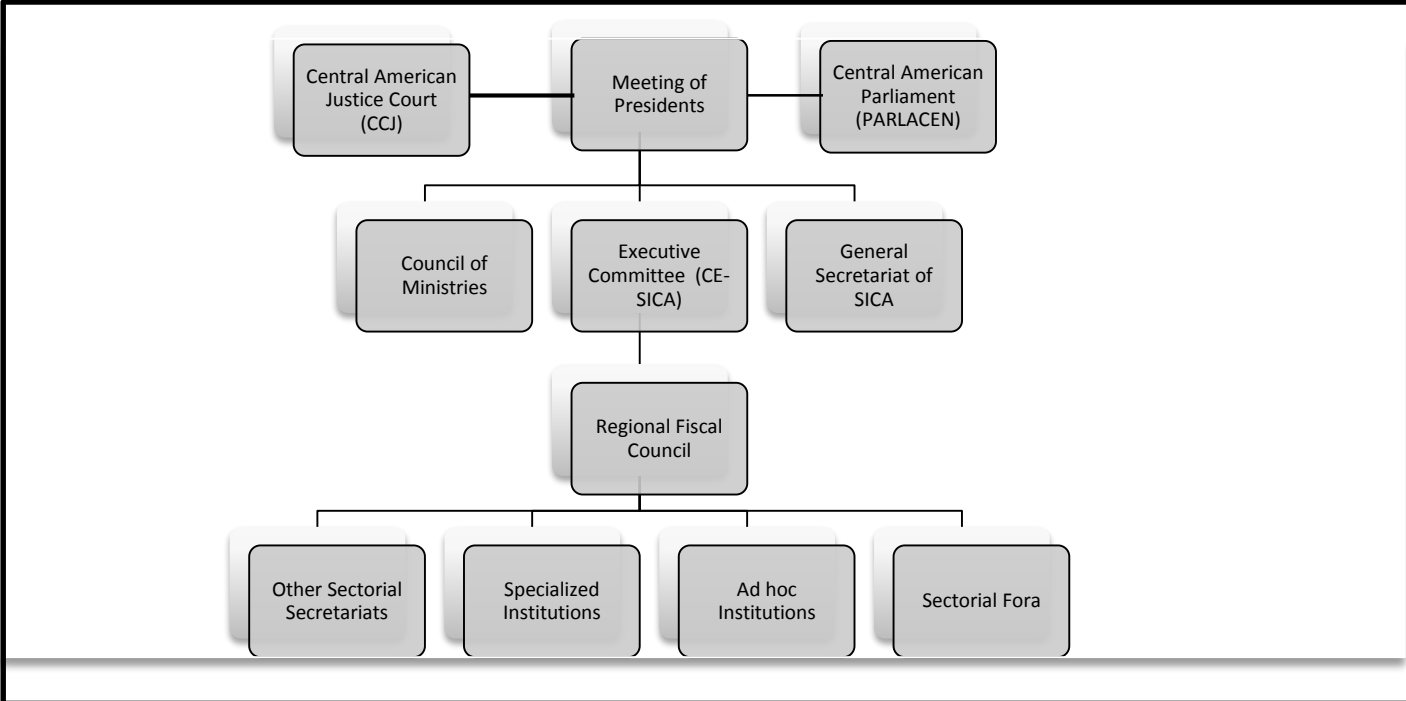 Central American
Justice Court
(CCJ)
Meeting of
Presidents
Central American
Parliament
(PARLACEN)
Council of
Ministries
Executive
Committee (CE-
SICA)
General
Secretariat of
SICA
Regional Fiscal
Council
Other Sectorial
Secretariats
Specialized
Institutions
Ad hoc
Institutions
Sectorial Fora